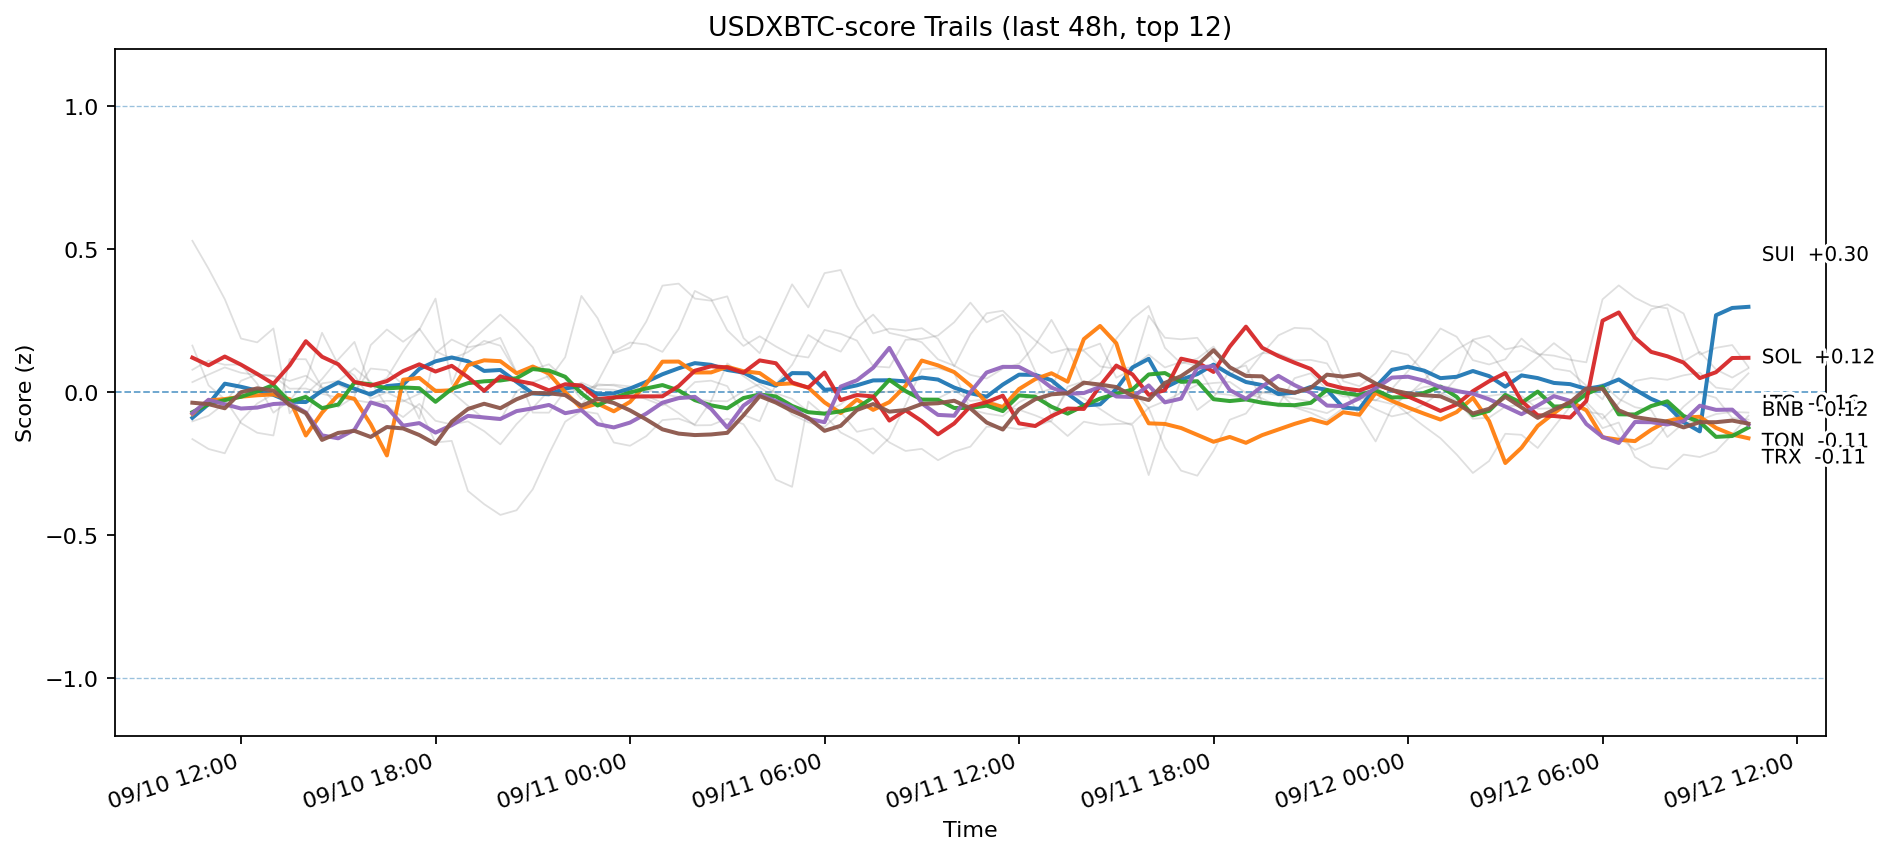 USDXBTC-score Trails (last 48h, top 12)
Score (z)
1.0
0.5
0.0
−0.5
−1.0
SUI +0.30
SOL +0.12
BNB -0.12
TON -0.11
TRX -0.11
09/10 12:00
09/10 18:00
09/11 00:00
09/11 06:00
09/11 12:00
09/11 18:00
09/12 00:00
09/12 06:00
09/12 12:00
Time